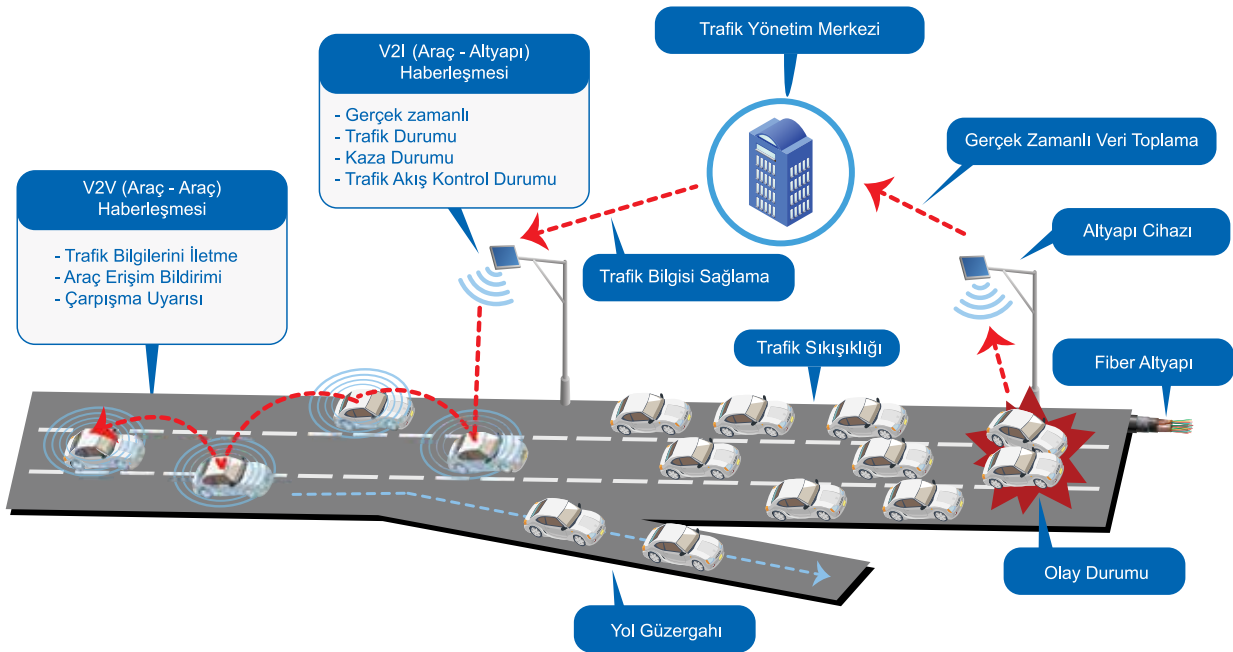 Trafik Yönetim Merkezi
V2I (Araç - Altyapı)
Haberleşmesi
- Gerçek zamanlı
- Trafik Durumu
- Kaza Durumu
- Trafik Akış Kontrol Durumu
Gerçek Zamanlı Veri Toplama
V2V (Araç - Araç)
Haberleşmesi
- Trafik Bilgilerini İletme
- Araç Erişim Bildirimi
- Çarpışma Uyarısı
Altyapı Cihazı
Trafik Bilgisi Sağlama
Trafik Sıkışıklığı
Fiber Altyapı
Olay Durumu
Yol Güzergahı